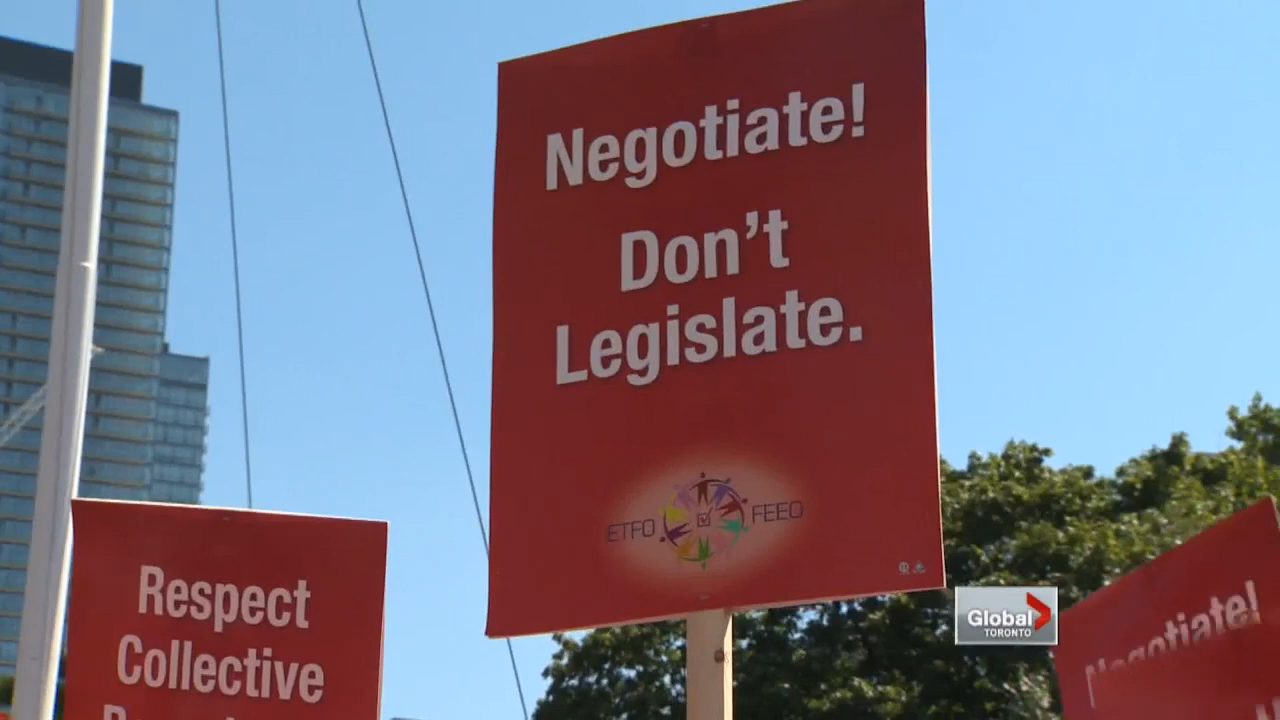 Negotiate!
Don't
Legislate.
ETFO FEEO
Respect
Collective
Global
TORONTO
Negotiate!